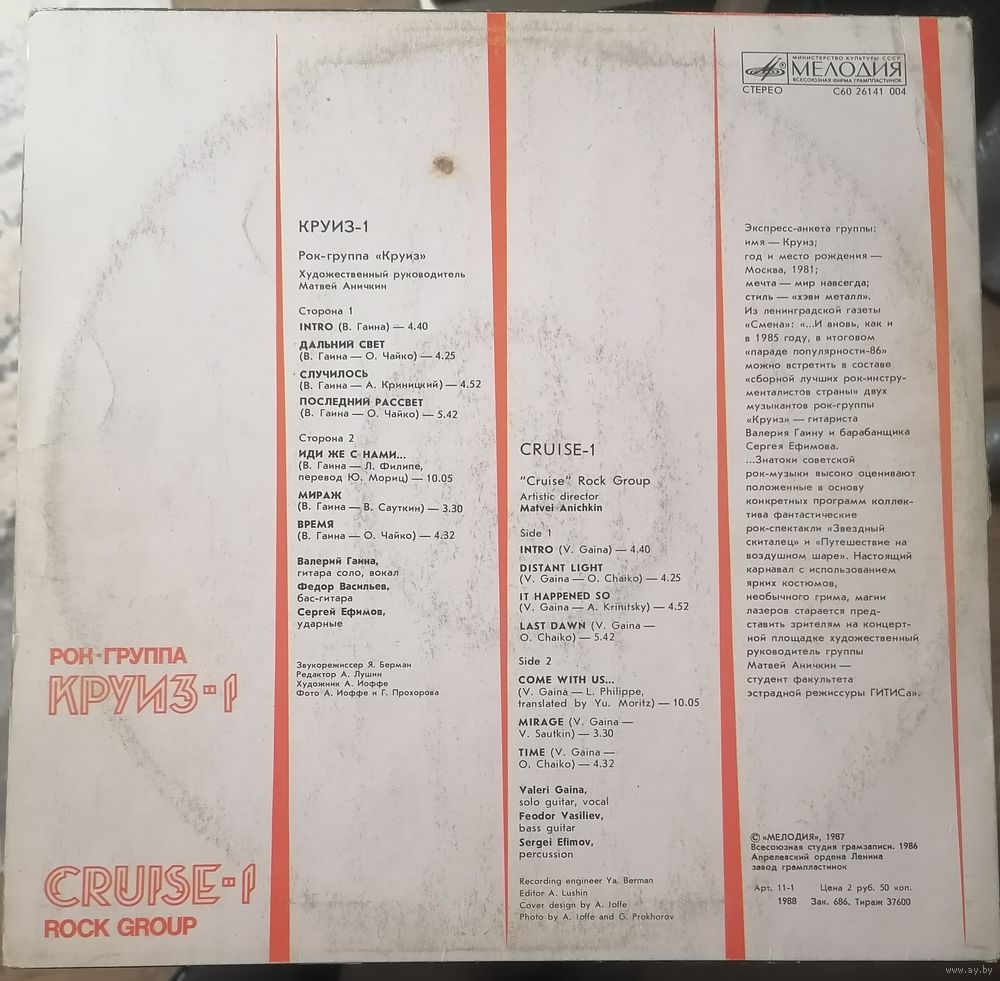 МИНИСТЕРСТВО КУЛЬТУРЫ СССР
МЕЛОДИЯ
ВСЕСОЮЗНАЯ ФИРМА ГРАМПЛАСТИНОК
СТЕРЕО С60 26141 004
РОК-ГРУППА
КРУИЗ-1
CRUISE-1
ROCK GROUP
КРУИЗ-1
Рок-группа «Круиз»
Художественный руководитель
Матвей Аничкин
Сторона 1
INTRO (В. Гаина) — 4.40
ДАЛЬНИЙ СВЕТ
(В. Гаина — О. Чайко) — 4.25
СЛУЧИЛОСЬ
(В. Гаина — А. Криницкий) — 4.52
ПОСЛЕДНИЙ РАССВЕТ
(В. Гаина — О. Чайко) — 5.42
Сторона 2
ИДИ ЖЕ С НАМИ...
(В. Гаина — Л. Филипе,
перевод Ю. Мориц) — 10.05
МИРАЖ
(В. Гаина — В. Сауткин) — 3.30
ВРЕМЯ
(В. Гаина — О. Чайко) — 4.32
Валерий Гаина,
гитара соло, вокал
Федор Васильев,
бас-гитара
Сергей Ефимов,
ударные
Звукорежиссер Я. Берман
Редактор А. Лушин
Художник А. Иоффе
Фото А. Иоффе и Г. Прохорова
CRUISE-1
“Cruise” Rock Group
Artistic director
Matvei Anichkin
Side 1
INTRO (V. Gaina) — 4.40
DISTANT LIGHT
(V. Gaina — O. Chaiko) — 4.25
IT HAPPENED SO
(V. Gaina — A. Krinitsky) — 4.52
LAST DAWN (V. Gaina —
O. Chaiko) — 5.42
Side 2
COME WITH US...
(V. Gaina — L. Philippe,
translated by Yu. Moritz) — 10.05
MIRAGE (V. Gaina —
V. Sautkin) — 3.30
TIME (V. Gaina —
O. Chaiko) — 4.32
Valeri Gaina,
solo guitar, vocal
Feodor Vasiliev,
bass guitar
Sergei Efimov,
percussion
Recording engineer Ya. Berman
Editor A. Lushin
Cover design by A. Ioffe
Photo by A. Ioffe and G. Prokhorov
Экспресс-анкета группы:
имя — Круиз;
год и место рождения —
Москва, 1981;
мечта — мир навсегда;
стиль — «хэви металл».
Из ленинградской газеты
«Смена»: «...И вновь, как и
в 1985 году, в итоговом
«параде популярности-86»
можно встретить в составе
«сборной лучших рок-инстру-
менталистов страны» двух
музыкантов рок-группы
«Круиз» — гитариста
Валерия Гаину и барабанщика
Сергея Ефимова.
...Знатоки советской
рок-музыки высоко оценивают
положенные в основу
конкретных программ коллек-
тива фантастические
рок-спектакли «Звездный
скиталец» и «Путешествие на
воздушном шаре». Настоящий
карнавал с использованием
ярких костюмов,
необычного грима, магии
лазеров старается пред-
ставить зрителям на концерт-
ной площадке художественный
руководитель группы
Матвей Аничкин —
студент факультета
эстрадной режиссуры ГИТИСа».
© «МЕЛОДИЯ», 1987
Всесоюзная студия грамзаписи. 1986
Апрелевский ордена Ленина
завод грампластинок
Арт. 11-1 Цена 2 руб. 50 коп.
1988 Зак. 686. Тираж 37600
www.ay.by